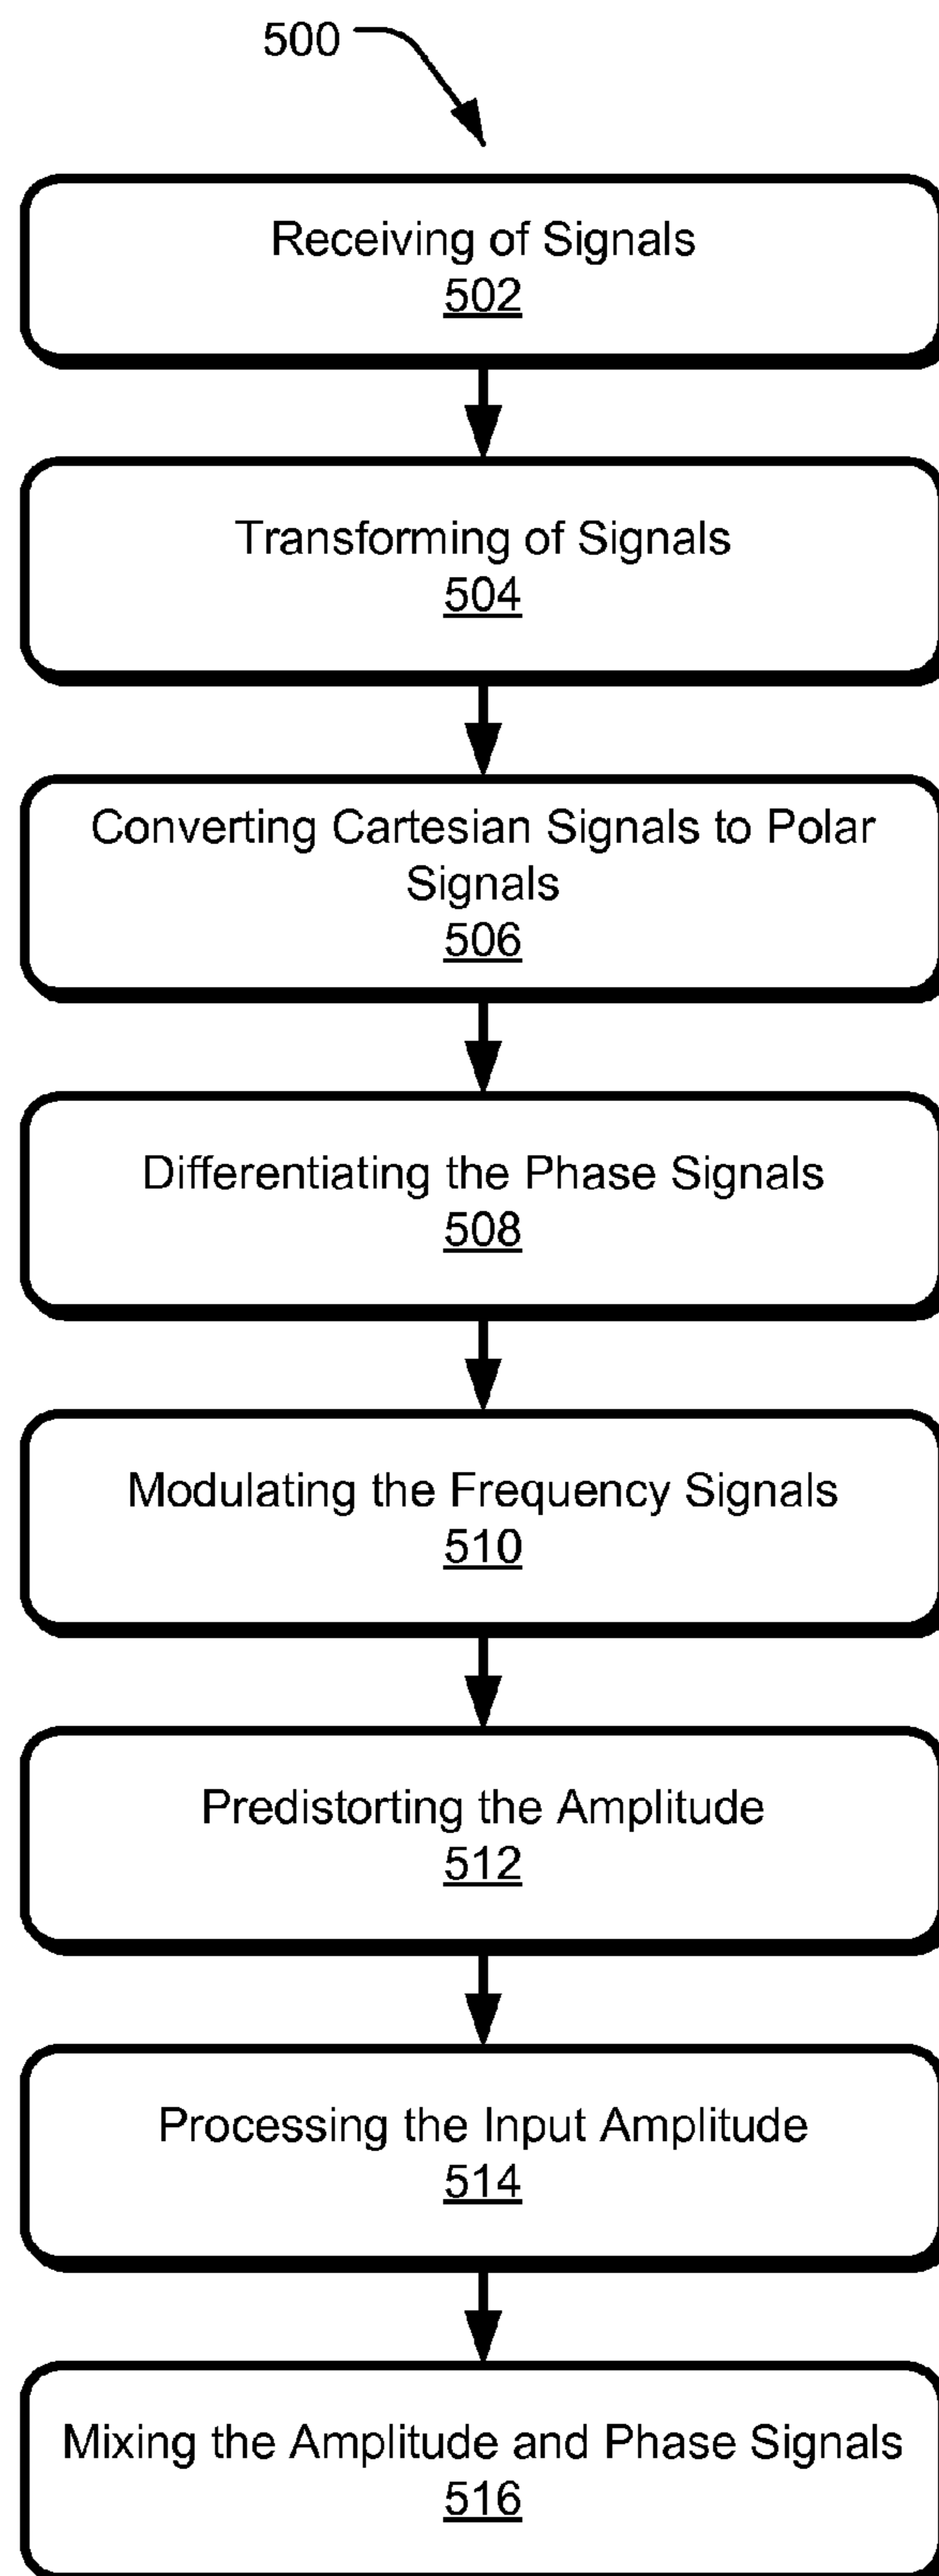 500
Receiving of Signals
502
Transforming of Signals
504
Converting Cartesian Signals to Polar
Signals
506
Differentiating the Phase Signals
508
Modulating the Frequency Signals
510
Predistorting the Amplitude
512
Processing the Input Amplitude
514
Mixing the Amplitude and Phase Signals
516